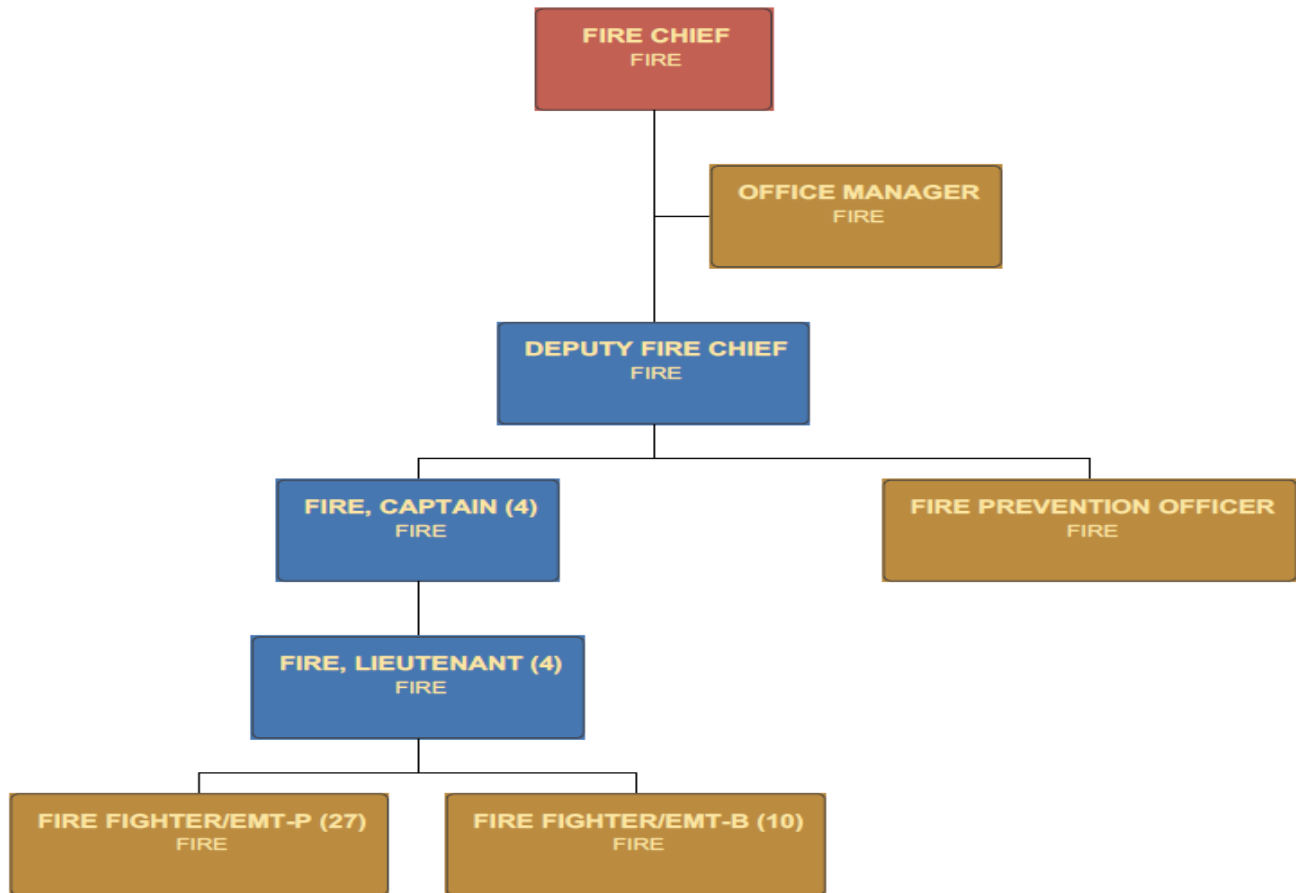 FIRE CHIEF
FIRE
OFFICE MANAGER
FIRE
DEPUTY FIRE CHIEF
FIRE
FIRE, CAPTAIN (4)
FIRE
FIRE PREVENTION OFFICER
FIRE
FIRE, LIEUTENANT (4)
FIRE
FIRE FIGHTER/EMT-P (27)
FIRE
FIRE FIGHTER/EMT-B (10)
FIRE